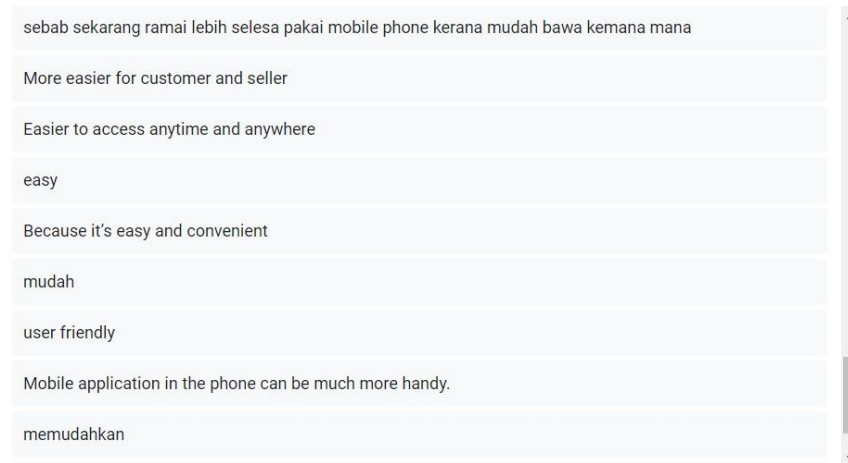 sebab sekarang ramai lebih selesa pakai mobile phone kerana mudah bawa kemana mana
More easier for customer and seller
Easier to access anytime and anywhere
easy
Because it’s easy and convenient
mudah
user friendly
Mobile application in the phone can be much more handy.
memudahkan